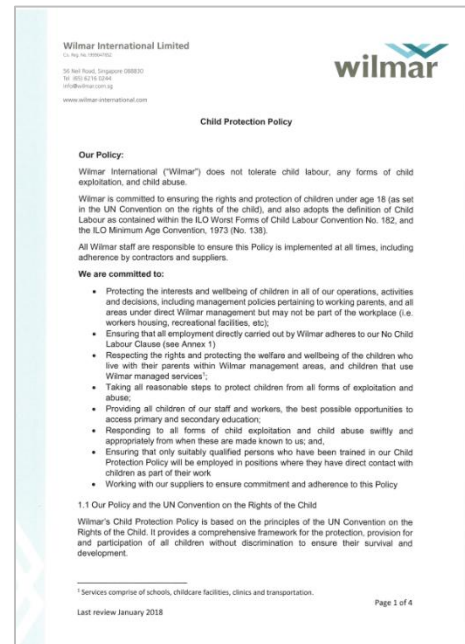 Wilmar International Limited
56 Neil Road, Singapore 088830
Tel (65) 6216 0244
info@wilmar.com.sg
www.wilmar-international.com
wilmar
Child Protection Policy
Our Policy:
Wilmar International ("Wilmar") does not tolerate child labour, any forms of child
exploitation, and child abuse.
Wilmar is committed to ensuring the rights and protection of children under age 18 (as set
in the UN Convention on the rights of the child), and also adopts the definition of Child
Labour as contained within the ILO Worst Forms of Child Labour Convention No. 182, and
the ILO Minimum Age Convention, 1973 (No. 138).
All Wilmar staff are responsible to ensure this Policy is implemented at all times, including
adherence by contractors and suppliers.
We are committed to:
• Protecting the interests and wellbeing of children in all of our operations, activities
and decisions, including management policies pertaining to working parents, and all
areas under direct Wilmar management but may not be part of the workplace (i.e.
workers housing, recreational facilities, etc);
• Ensuring that all employment directly carried out by Wilmar adheres to our No Child
Labour Clause (see Annex 1)
• Respecting the rights and protecting the welfare and wellbeing of the children who
live with their parents within Wilmar management areas, and children that use
Wilmar managed services¹;
• Taking all reasonable steps to protect children from all forms of exploitation and
abuse;
• Providing all children of our staff and workers, the best possible opportunities to
access primary and secondary education;
• Responding to all forms of child exploitation and child abuse swiftly and
appropriately from when these are made known to us; and,
• Ensuring that only suitably qualified persons who have been trained in our Child
Protection Policy will be employed in positions where they have direct contact with
children as part of their work
• Working with our suppliers to ensure commitment and adherence to this Policy
1.1 Our Policy and the UN Convention on the Rights of the Child
Wilmar's Child Protection Policy is based on the principles of the UN Convention on the
Rights of the Child. It provides a comprehensive framework for the protection, provision for
and participation of all children without discrimination to ensure their survival and
development.
¹ Services comprise of schools, childcare facilities, clinics and transportation.
Page 1 of 4
Last review January 2018